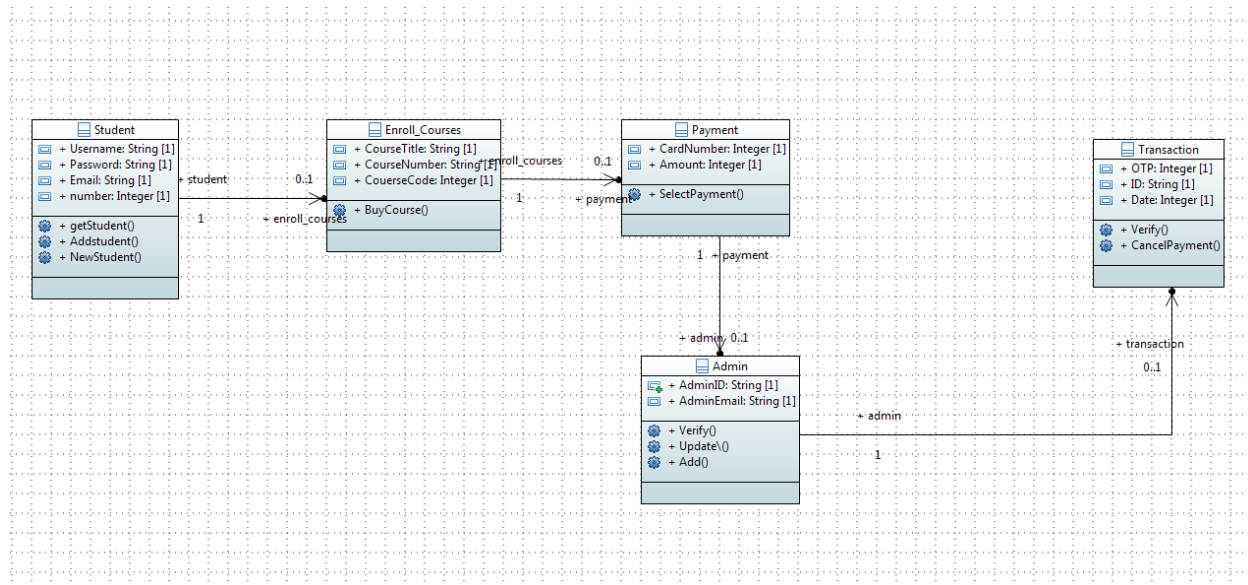 Student
+ Username: String [1]
+ Password: String [1]
+ Email: String [1]
+ number: Integer [1]
+ getStudent()
+ Addstudent()
+ NewStudent()
+ student
0..1
1
+ enroll_courses
Enroll_Courses
+ CourseTitle: String [1]
+ CourseNumber: String [1]
+ CouerseCode: Integer [1]
+ BuyCourse()
+ enroll_courses
0..1
1
+ payment
Payment
+ CardNumber: Integer [1]
+ Amount: Integer [1]
+ SelectPayment()
1 + payment
+ admin 0..1
Admin
+ AdminID: String [1]
+ AdminEmail: String [1]
+ Verify()
+ Update\()
+ Add()
+ admin
1
Transaction
+ OTP: Integer [1]
+ ID: String [1]
+ Date: Integer [1]
+ Verify()
+ CancelPayment()
+ transaction
0..1